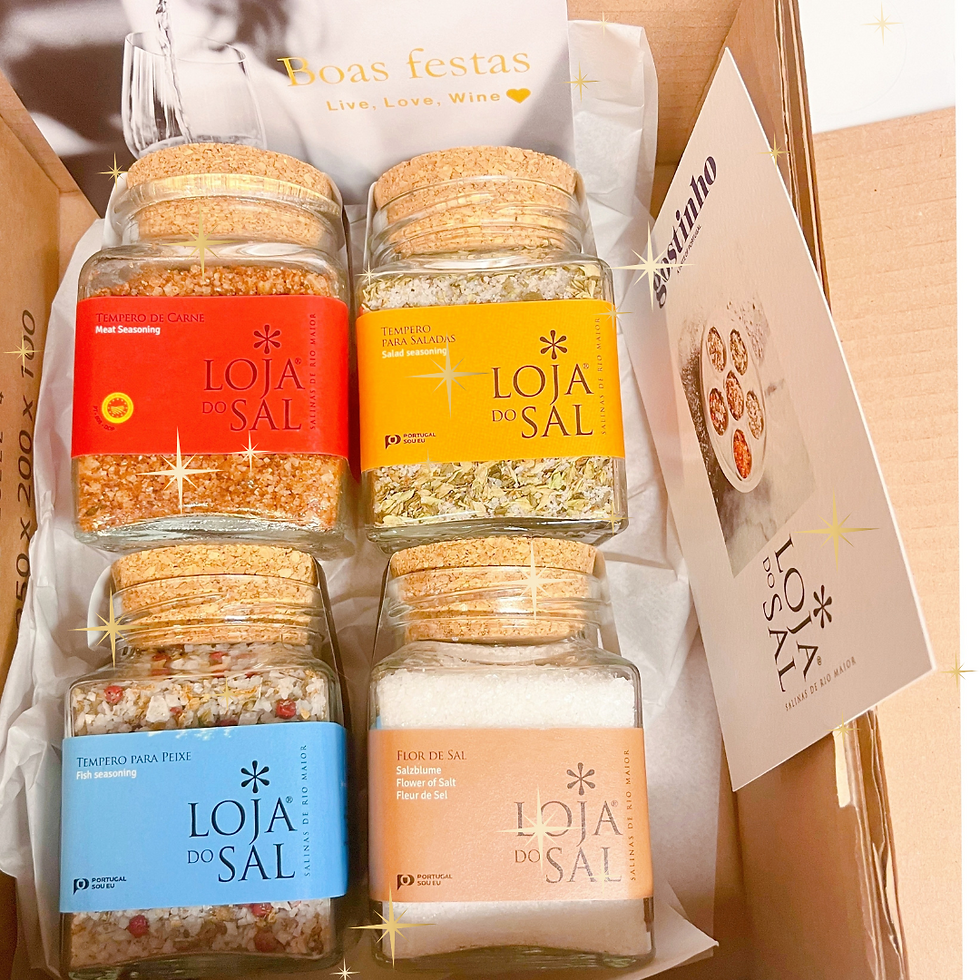 Boas festas
Live, Love, Wine
TEMPERO DE CARNE
Meat Seasoning
LOJA®
DO SAL
SALINAS DE RIO MAIOR
TEMPERO
PARA SALADAS
Salad seasoning
LOJA®
DO SAL
SALINAS DE RIO MAIOR
PORTUGAL
SOU EU
gostinho
LOJA®
DO SAL
SALINAS DE RIO MAIOR
TEMPERO PARA PEIXE
Fish seasoning
LOJA®
DO SAL
SALINAS DE RIO MAIOR
PORTUGAL
SOU EU
FLOR DE SAL
Salzblume
Flower of Salt
Fleur de Sel
LOJA®
DO SAL
SALINAS DE RIO MAIOR
PORTUGAL
SOU EU